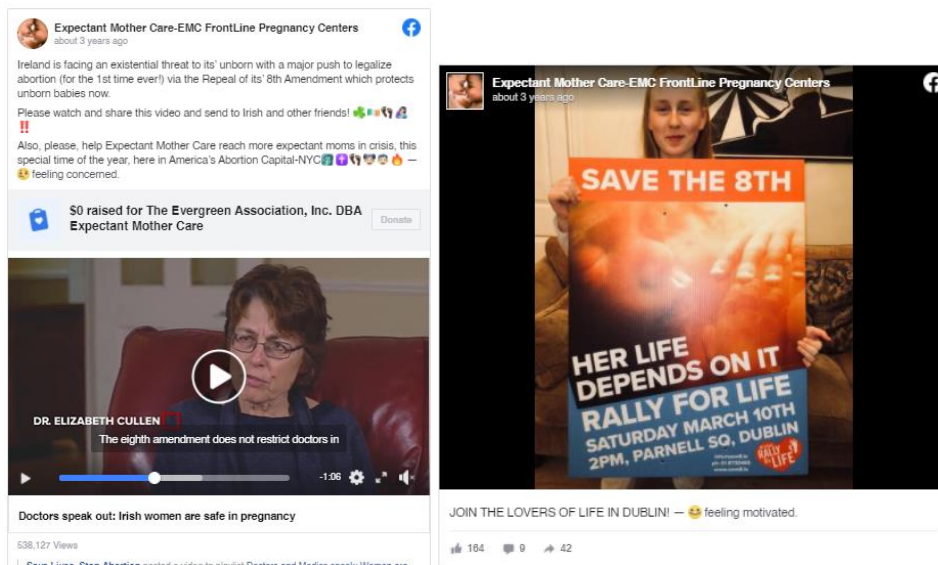 Expectant Mother Care-EMC FrontLine Pregnancy Centers
about 3 years ago
Ireland is facing an existential threat to its' unborn with a major push to legalize
abortion (for the 1st time ever!) via the Repeal of its' 8th Amendment which protects
unborn babies now.
Please watch and share this video and send to Irish and other friends! ☘️🇮🇪👣
‼️
Also, please, help Expectant Mother Care reach more expectant moms in crisis, this
special time of the year, here in America's Abortion Capital-NYC🗽✝️👣🔥 —
feeling concerned.
$0 raised for The Evergreen Association, Inc. DBA
Expectant Mother Care
Donate
DR. ELIZABETH CULLEN
The eighth amendment does not restrict doctors in
-1:06
Doctors speak out: Irish women are safe in pregnancy
538,127 Views
Expectant Mother Care-EMC FrontLine Pregnancy Centers
about 3 years ago
SAVE THE 8TH
HER LIFE
DEPENDS ON IT
RALLY FOR LIFE
SATURDAY MARCH 10TH
2PM, PARNELL SQ, DUBLIN
RALLY
LIFE
JOIN THE LOVERS OF LIFE IN DUBLIN! — 😄 feeling motivated.
164 9 42